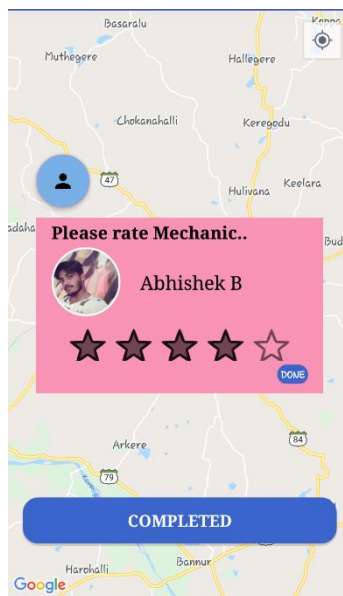 Basaralu
Koppa
Muthegere
Hallegere
Chokanahalli
Keregodu
47
Hulivana
Keelara
adaha
Please rate Mechanic..
Bud
Abhishek B
DONE
Arkere
84
79
COMPLETED
Harohalli
Bannur
Google